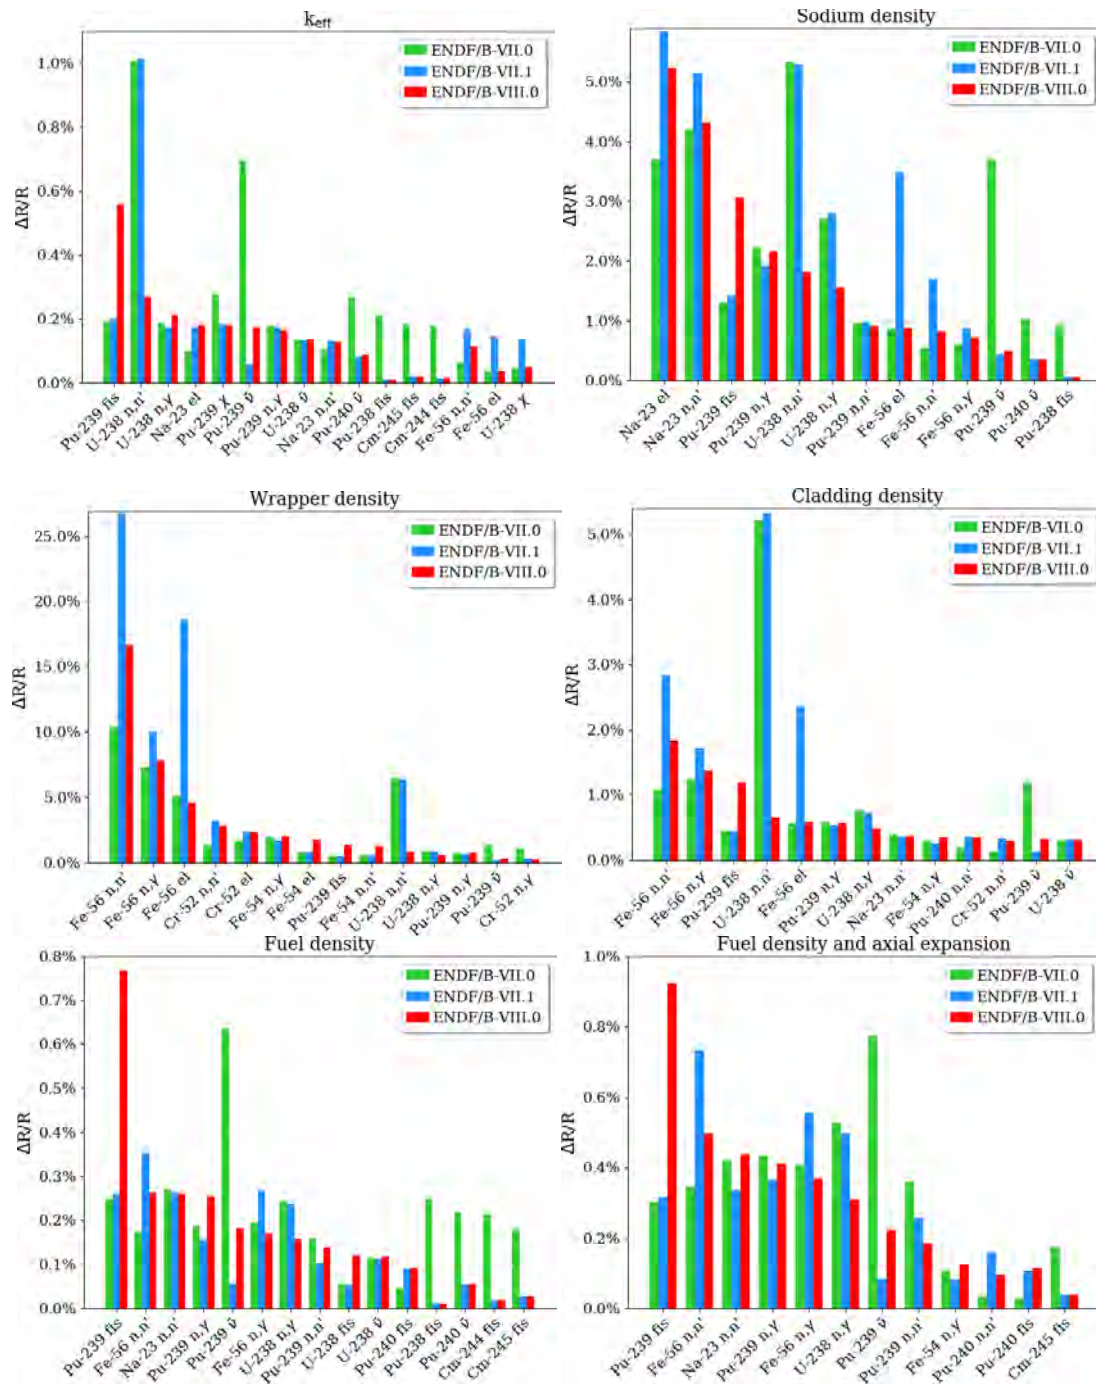 k_eff
ENDF/B-VII.0
ENDF/B-VII.1
ENDF/B-VIII.0
1.0%
0.8%
0.6%
0.4%
0.2%
0.0%
ΔR/R
Pu-239 fis
U-238 n,n'
U-238 n,γ
Na-23 el
Pu-239 χ
Pu-239 ν̄
Pu-239 n,γ
U-238 ν̄
Na-23 n,n'
Pu-240 ν̄
Pu-238 fis
Cm-245 fis
Cm-244 fis
Fe-56 n,n'
Fe-56 el
U-238 χ
Sodium density
ENDF/B-VII.0
ENDF/B-VII.1
ENDF/B-VIII.0
5.0%
4.0%
3.0%
2.0%
1.0%
0.0%
ΔR/R
Na-23 el
Na-23 n,n'
Pu-239 fis
Pu-239 n,γ
U-238 n,n'
U-238 n,γ
Pu-239 n,n'
Fe-56 el
Fe-56 n,n'
Fe-56 n,γ
Pu-239 ν̄
Pu-240 ν̄
Pu-238 fis
Wrapper density
ENDF/B-VII.0
ENDF/B-VII.1
ENDF/B-VIII.0
25.0%
20.0%
15.0%
10.0%
5.0%
0.0%
ΔR/R
Fe-56 n,n'
Fe-56 n,γ
Fe-56 el
Cr-52 n,n'
Cr-52 el
Fe-54 n,γ
Fe-54 el
Pu-239 fis
Fe-54 n,n'
U-238 n,n'
U-238 n,γ
Pu-239 n,γ
Pu-239 ν̄
Cr-52 n,γ
Cladding density
ENDF/B-VII.0
ENDF/B-VII.1
ENDF/B-VIII.0
5.0%
4.0%
3.0%
2.0%
1.0%
0.0%
ΔR/R
Fe-56 n,n'
Fe-56 n,γ
Pu-239 fis
U-238 n,n'
Fe-56 el
Pu-239 n,γ
U-238 n,γ
Na-23 n,n'
Fe-54 n,γ
Pu-240 n,n'
Cr-52 n,n'
Pu-239 ν̄
U-238 ν̄
Fuel density
ENDF/B-VII.0
ENDF/B-VII.1
ENDF/B-VIII.0
0.8%
0.7%
0.6%
0.5%
0.4%
0.3%
0.2%
0.1%
0.0%
ΔR/R
Pu-239 fis
Fe-56 n,n'
Na-23 n,n'
Pu-239 n,γ
Pu-239 ν̄
Fe-56 n,γ
U-238 n,γ
Pu-239 n,n'
U-238 fis
U-238 ν̄
Pu-240 fis
Pu-238 fis
Pu-240 ν̄
Cm-244 fis
Cm-245 fis
Fuel density and axial expansion
ENDF/B-VII.0
ENDF/B-VII.1
ENDF/B-VIII.0
1.0%
0.8%
0.6%
0.4%
0.2%
0.0%
ΔR/R
Pu-239 fis
Fe-56 n,n'
Na-23 n,n'
Pu-239 n,γ
Fe-56 n,γ
U-238 n,γ
Pu-239 ν̄
Pu-239 n,n'
Fe-54 n,γ
Pu-240 n,n'
Pu-240 fis
Cm-245 fis